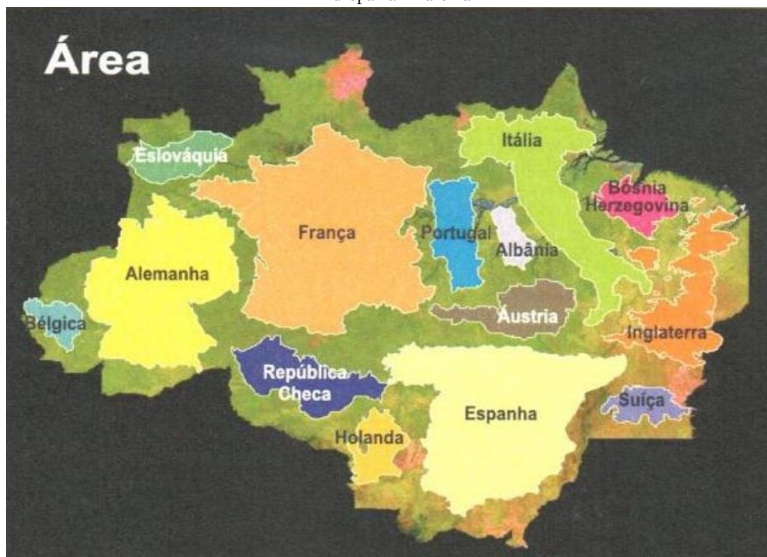 Área
Itália
Eslováquia
Bósnia
Herzegovina
França
Portugal
Albânia
Alemanha
Bélgica
Áustria
Inglaterra
República
Checa
Espanha
Suíça
Holanda